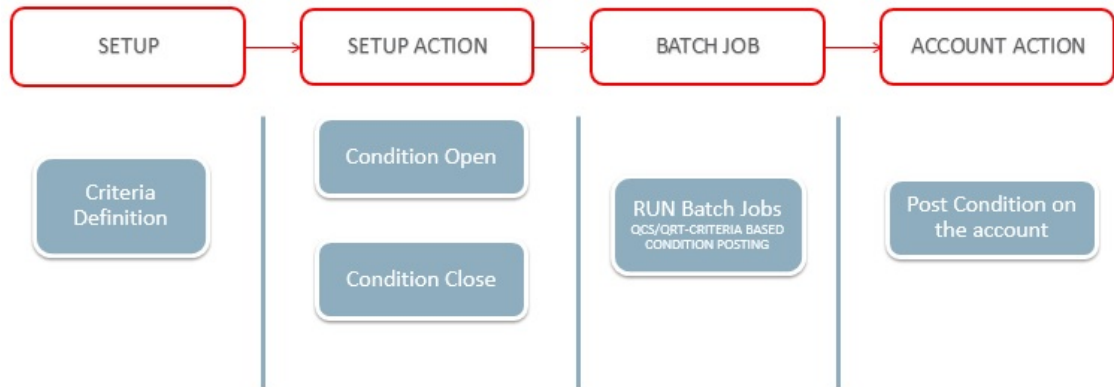 SETUP
SETUP ACTION
BATCH JOB
ACCOUNT ACTION
Criteria
Definition
Condition Open
Condition Close
RUN Batch Jobs
QCS/QRT-CRITERIA BASED
CONDITION POSTING
Post Condition on
the account